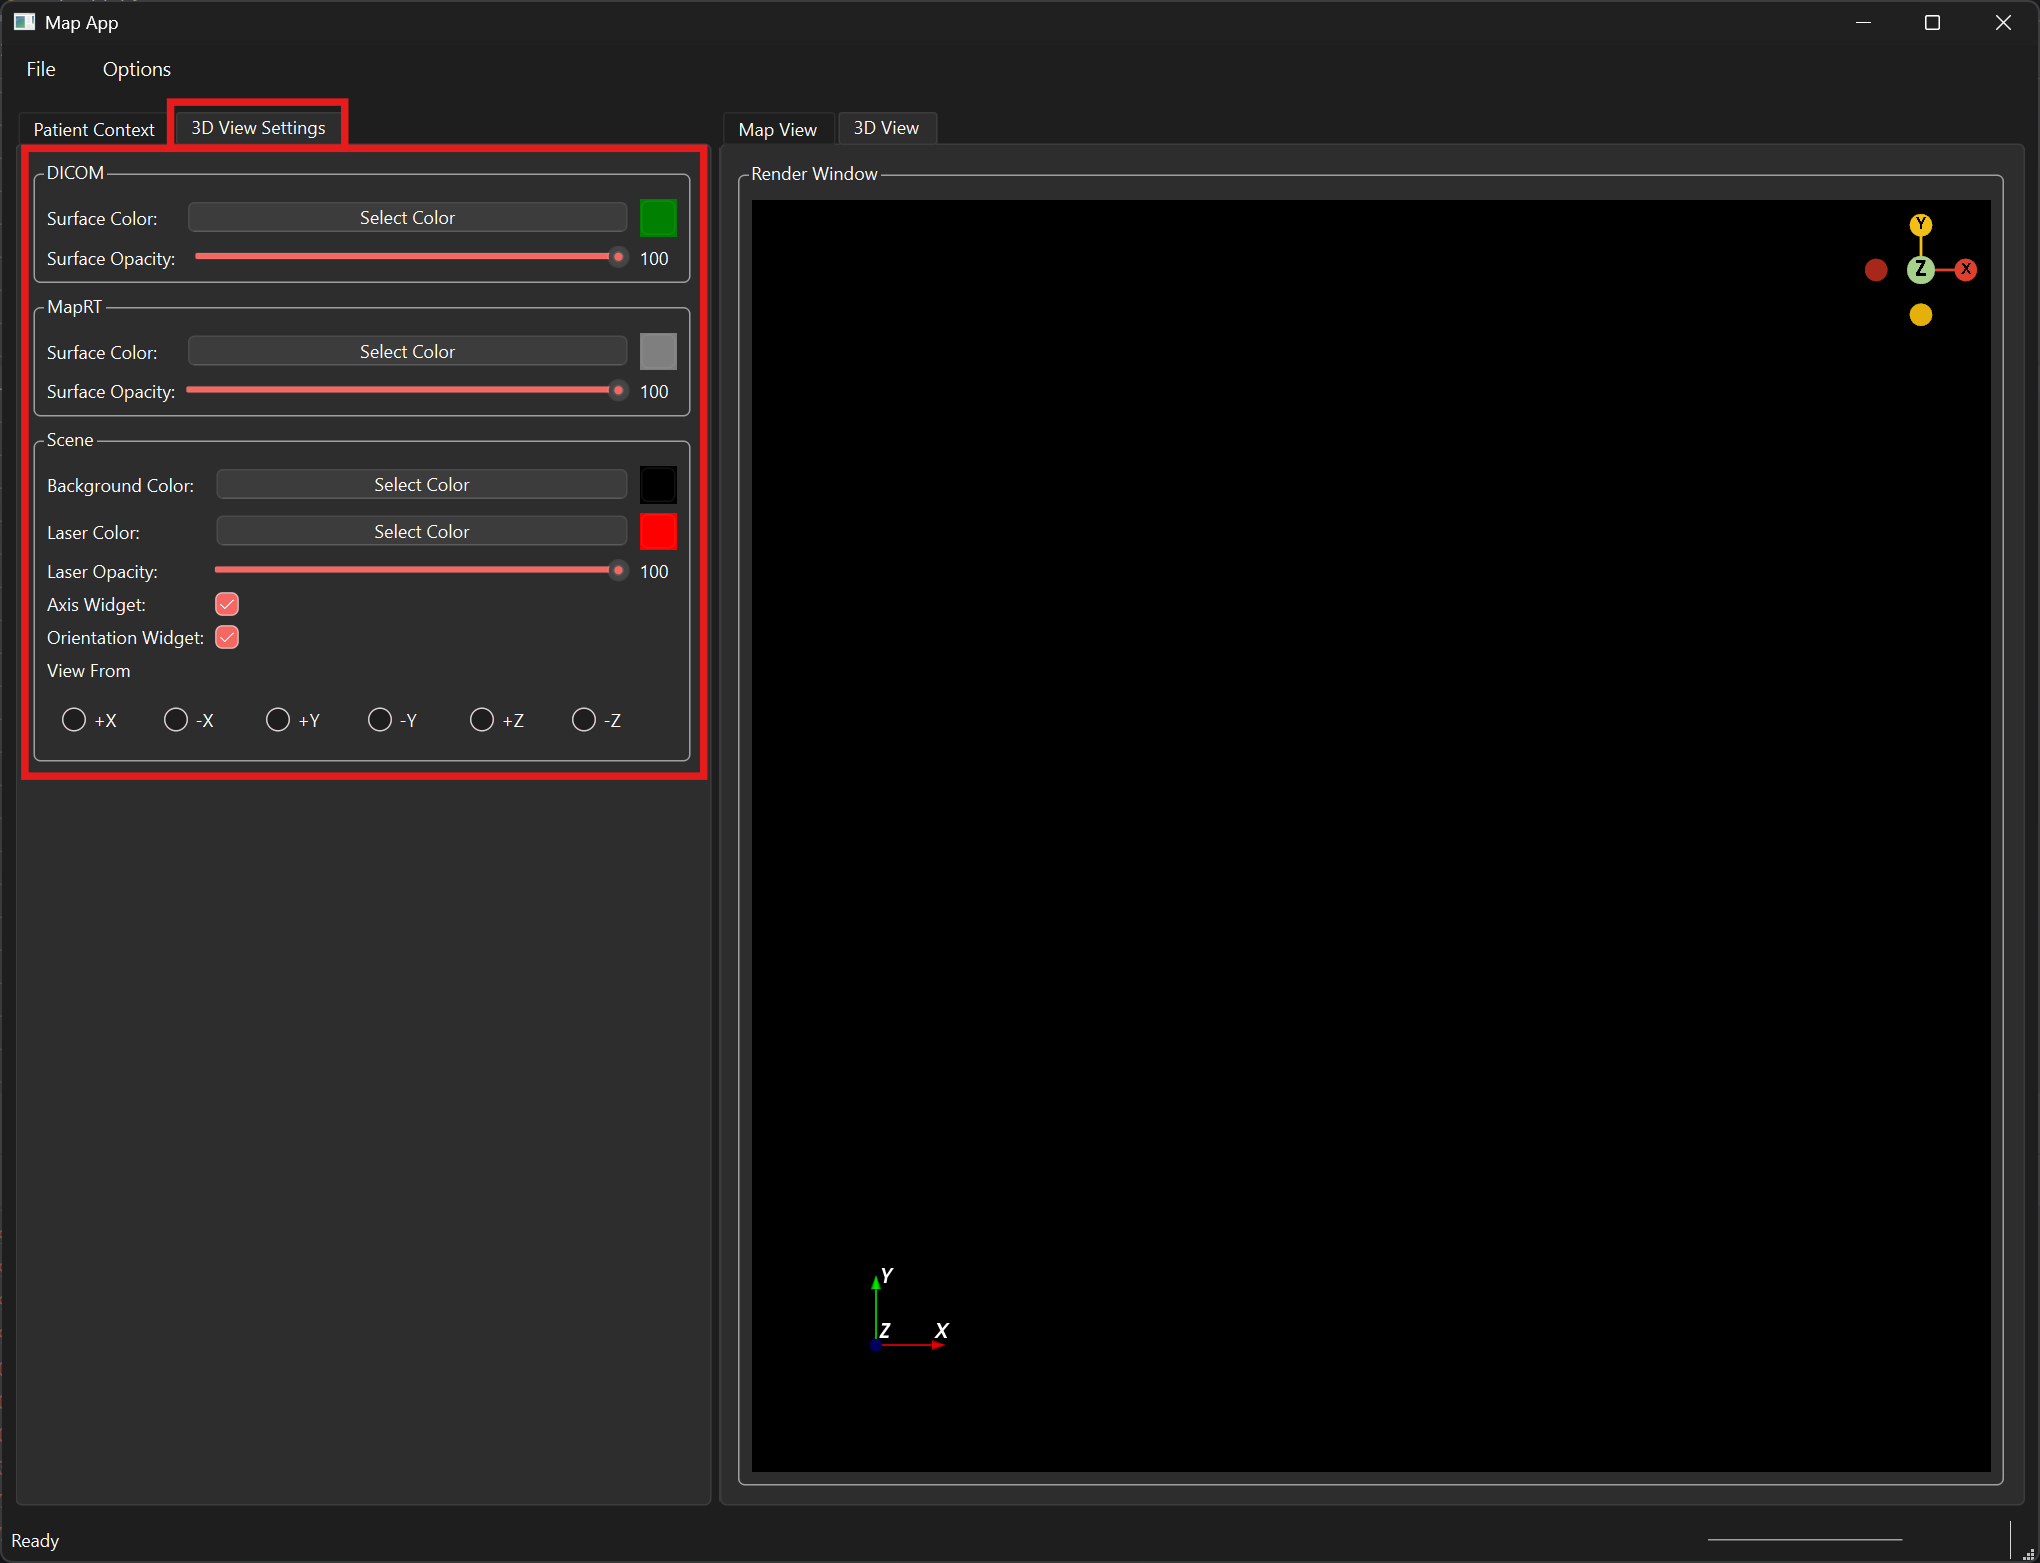 Map App
File Options
Patient Context 3D View Settings
DICOM
Surface Color: Select Color
Surface Opacity: 100
MapRT
Surface Color: Select Color
Surface Opacity: 100
Scene
Background Color: Select Color
Laser Color: Select Color
Laser Opacity: 100
Axis Widget:
Orientation Widget:
View From
+X -X +Y -Y +Z -Z
Map View 3D View
Render Window
Y
Z X
Y
Z X
Ready